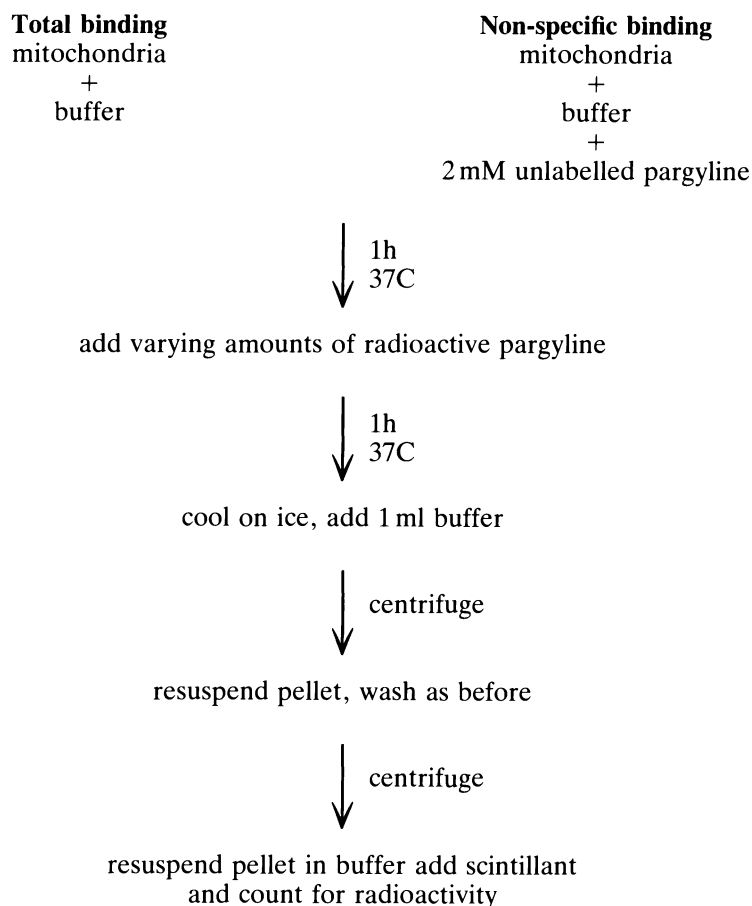 Total binding
mitochondria
+
buffer
Non-specific binding
mitochondria
+
buffer
+
2 mM unlabelled pargyline
1h
37C
add varying amounts of radioactive pargyline
1h
37C
cool on ice, add 1 ml buffer
centrifuge
resuspend pellet, wash as before
centrifuge
resuspend pellet in buffer add scintillant
and count for radioactivity